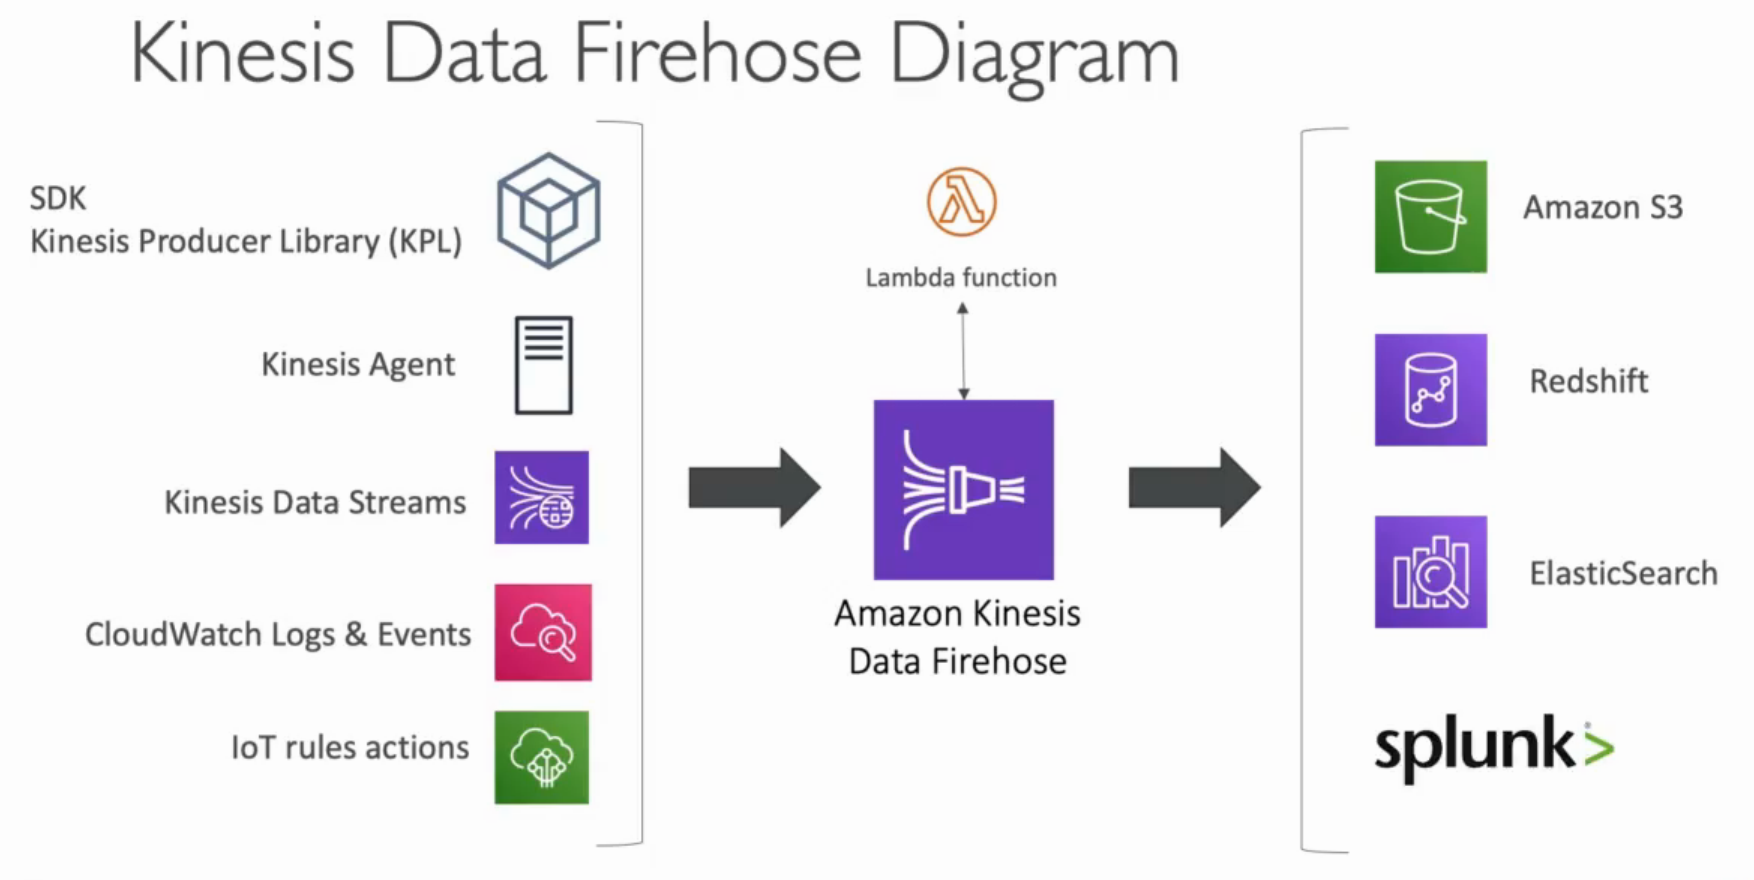 Kinesis Data Firehose Diagram
SDK
Kinesis Producer Library (KPL)
Kinesis Agent
Kinesis Data Streams
CloudWatch Logs & Events
IoT rules actions
Lambda function
Amazon Kinesis
Data Firehose
Amazon S3
Redshift
ElasticSearch
splunk>